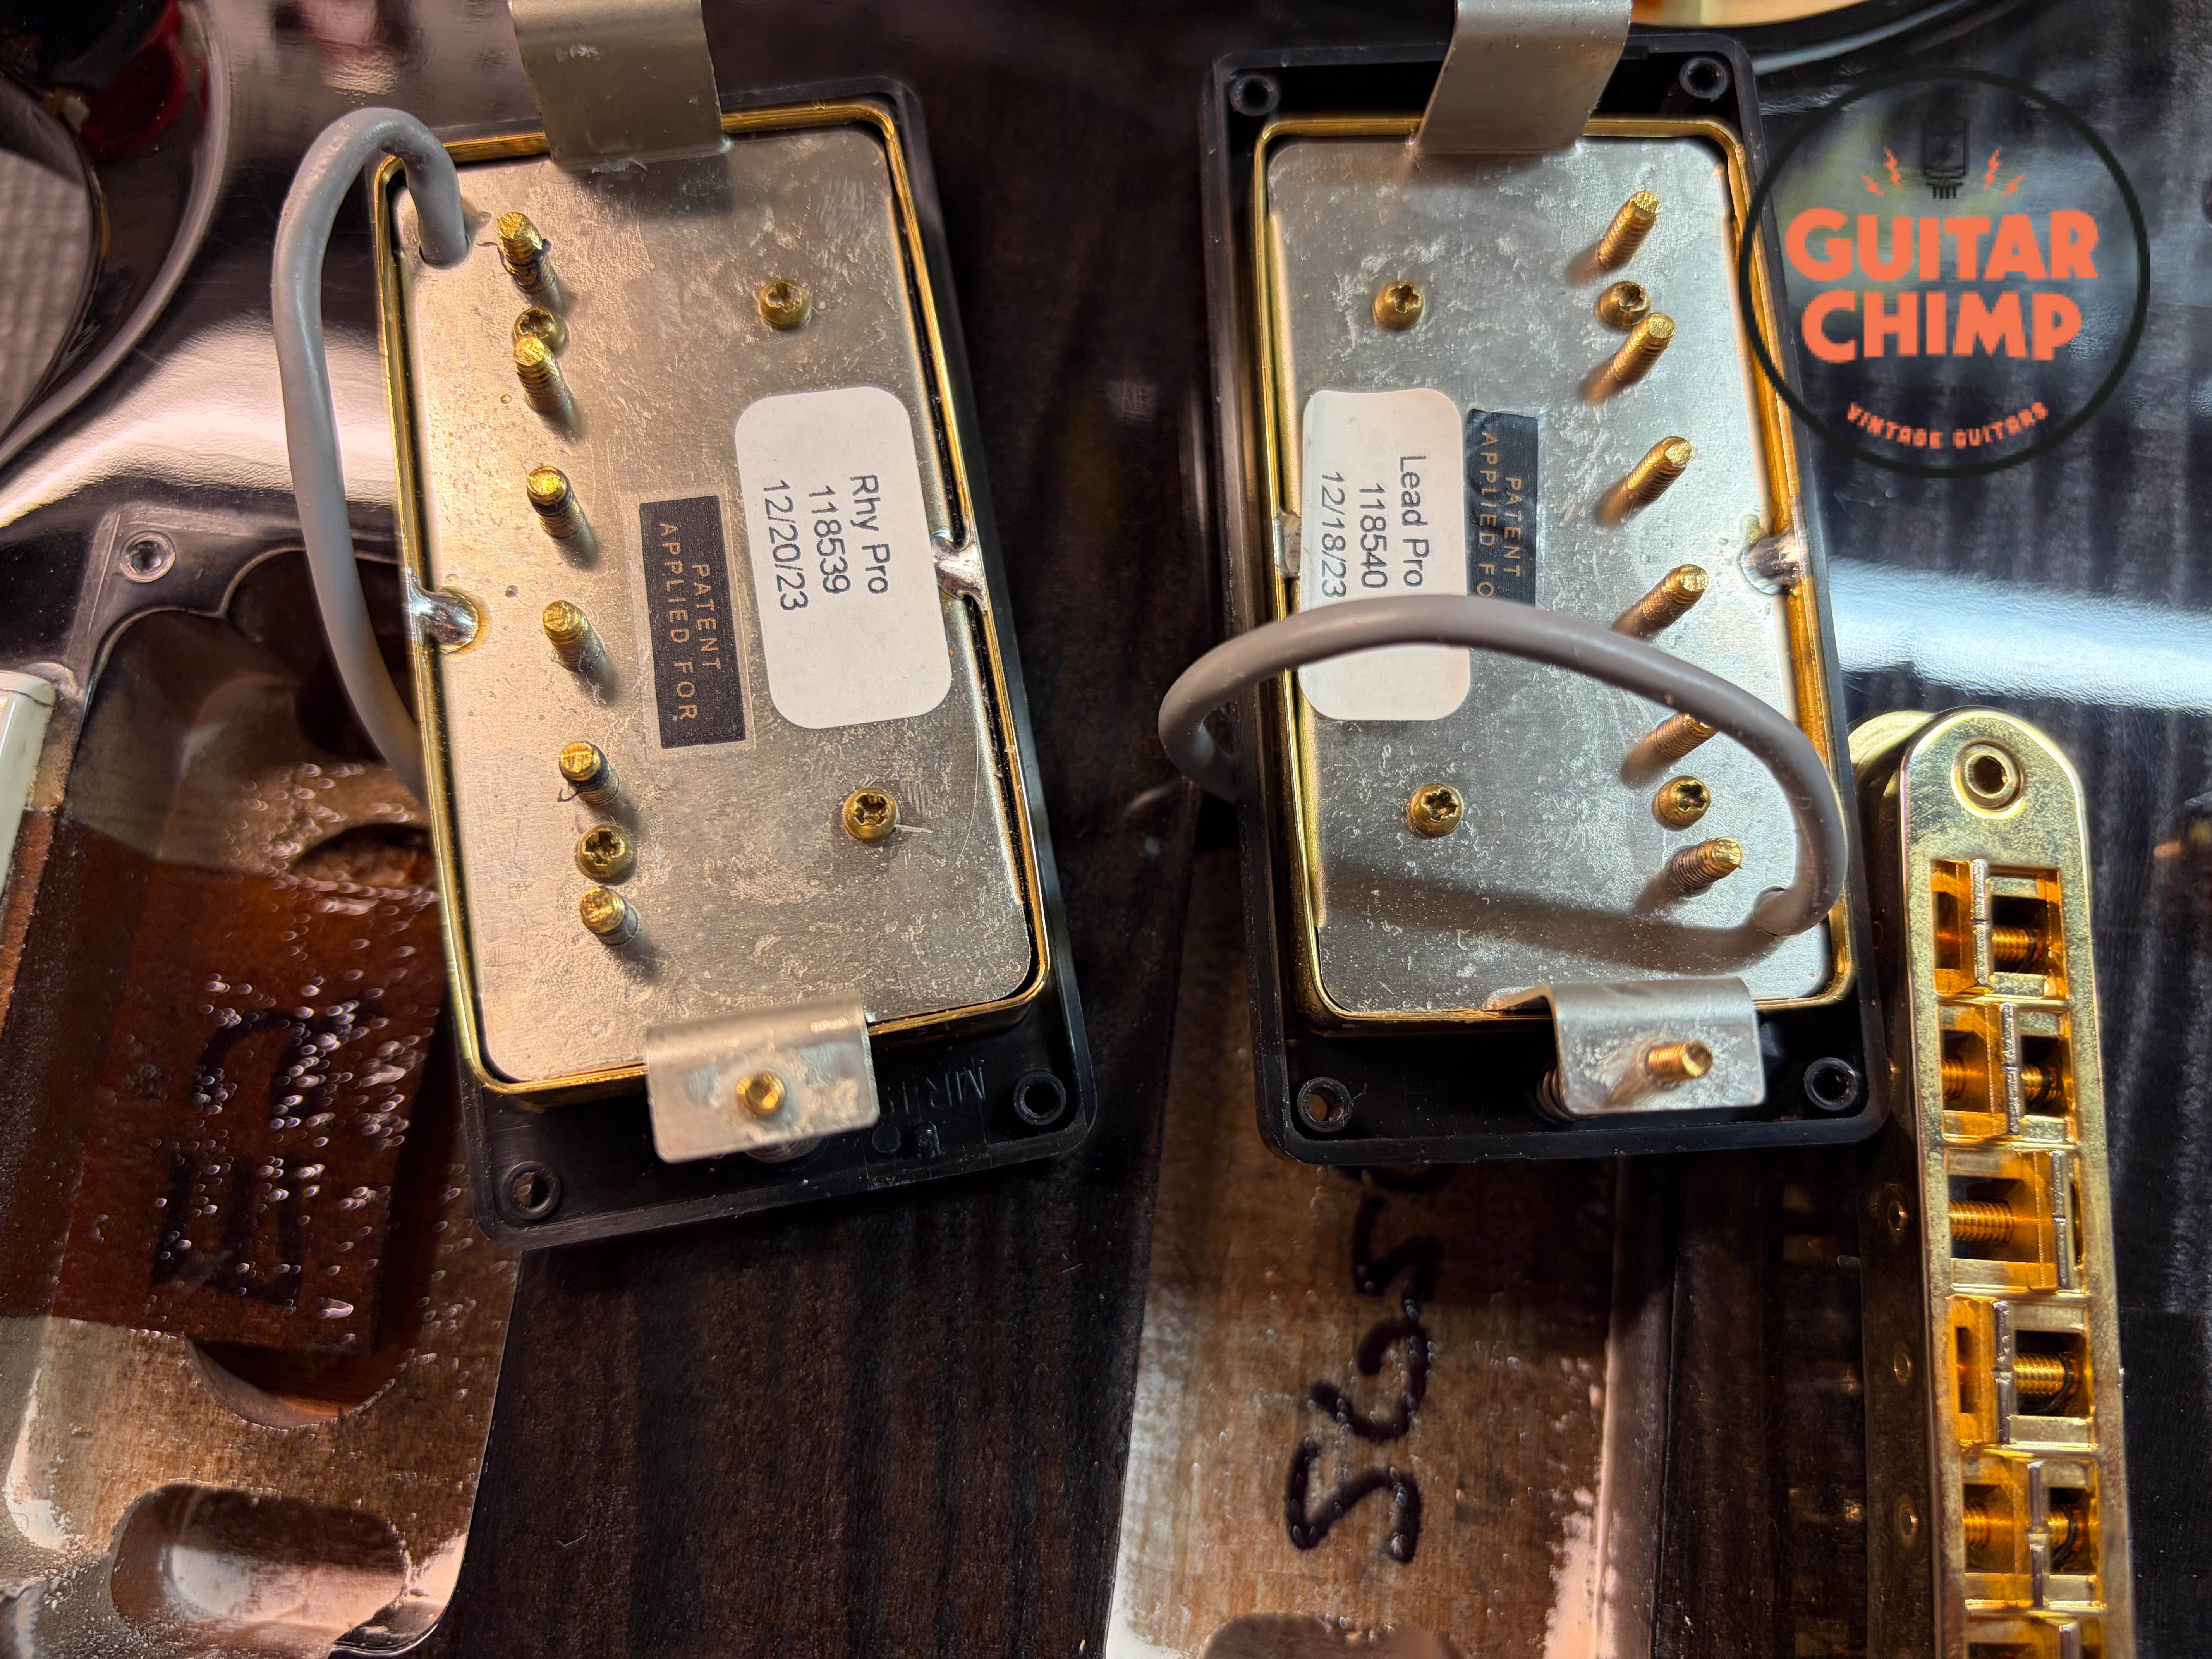 Rhy Pro
118539
12/20/23
PATENT
APPLIED FOR
Lead Pro
118540
12/18/23
PATENT
APPLIED FO
GUITAR
CHIMP
VINTAGE GUITARS